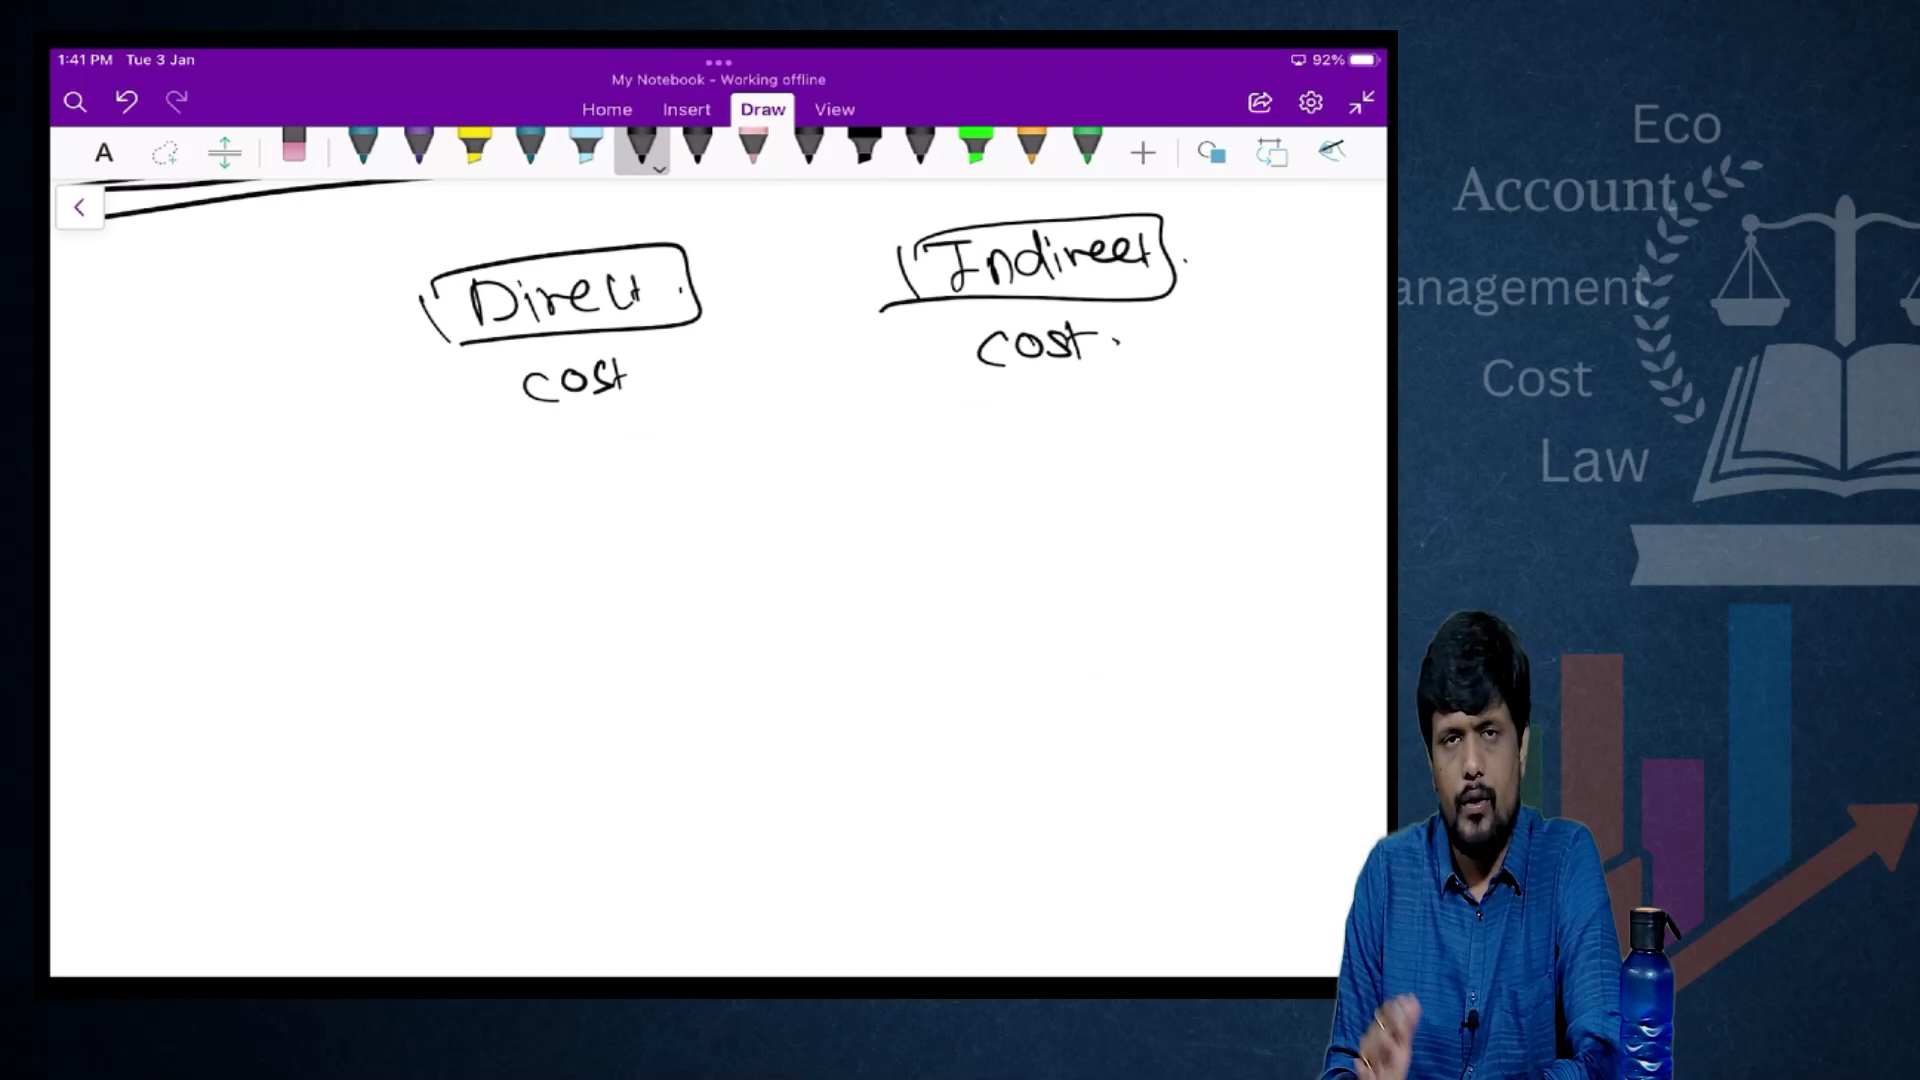 1:41 PM Tue 3 Jan
92%
My Notebook - Working offline
Home Insert Draw View
A
Direct.
cost
Indirect.
cost.
Eco
Account
anagement
Cost
Law